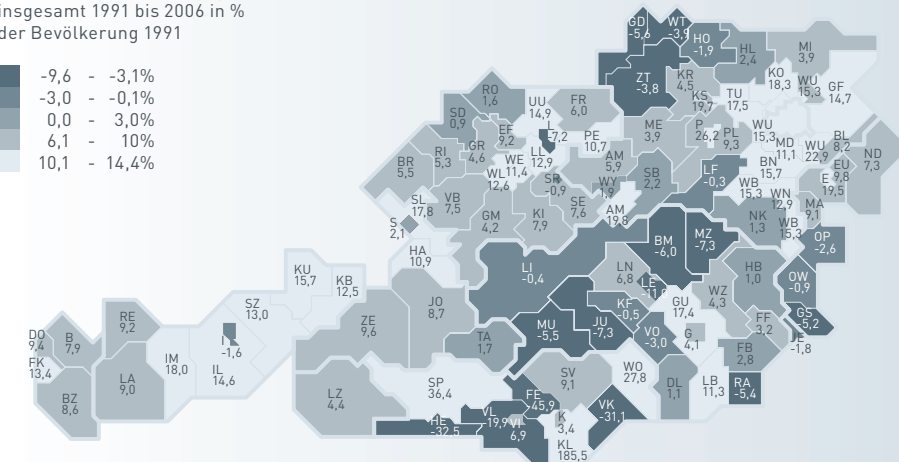 insgesamt 1991 bis 2006 in %
der Bevölkerung 1991
-9,6 - -3,1%
-3,0 - -0,1%
0,0 - 3,0%
6,1 - 10%
10,1 - 14,4%
GD
-5,6
WT
-3,9
HO
-1,9
HL
2,4
MI
3,9
ZT
-3,8
KR
4,5
KS
19,7
TU
17,5
KO
18,3
WU
15,3
GF
14,7
RO
1,6
UU
14,9
FR
6,0
SD
0,9
EF
9,2
L
-7,2
PE
10,7
ME
3,9
P
26,2
PL
9,3
WU
15,3
MD
11,1
WU
22,9
BL
8,2
ND
7,3
BR
5,5
RI
5,3
GR
4,6
WE
11,4
LL
12,9
WL
12,6
SR
-0,9
AM
5,9
WY
1,9
SB
2,2
LF
-0,3
BN
15,7
WB
15,3
EU
9,8
E
19,5
WN
12,9
MA
9,1
SL
17,8
VB
7,5
GM
4,2
KI
7,9
SE
7,6
AM
19,8
NK
1,3
WB
15,3
S
2,1
HA
10,9
OP
-2,6
BM
-6,0
MZ
-7,3
LI
-0,4
LN
6,8
LE
HB
1,0
OW
-0,9
WZ
4,3
GU
17,4
KF
-0,5
GS
-5,2
KU
15,7
KB
12,5
SZ
13,0
JO
8,7
ZE
9,6
TA
1,7
MU
-5,5
JU
-7,3
VO
-3,0
G
4,1
FF
3,2
JE
-1,8
FB
2,8
RE
9,2
DO
9,4
B
7,9
FK
13,4
BZ
8,6
LA
9,0
IM
18,0
I
-1,6
IL
14,6
LZ
4,4
SP
36,4
SV
9,1
WO
27,8
DL
1,1
LB
11,3
RA
-5,4
FE
-45,9
VK
-31,1
HE
-32,5
VL
-19,9
VI
6,9
K
3,4
KL
185,5